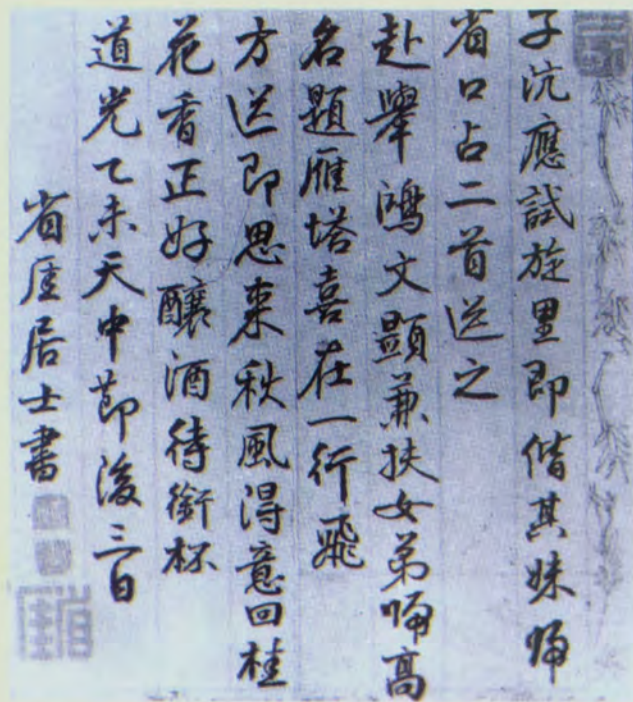 子沆應試旋里即偕其妹歸
省口占二首送之
赴舉鴻文顯兼扶女弟歸高
名題雁塔喜在一行飛
方送即思來秋風得意回桂
花香正好釀酒待銜杯
道光乙未天中節後三日
省厓居士書